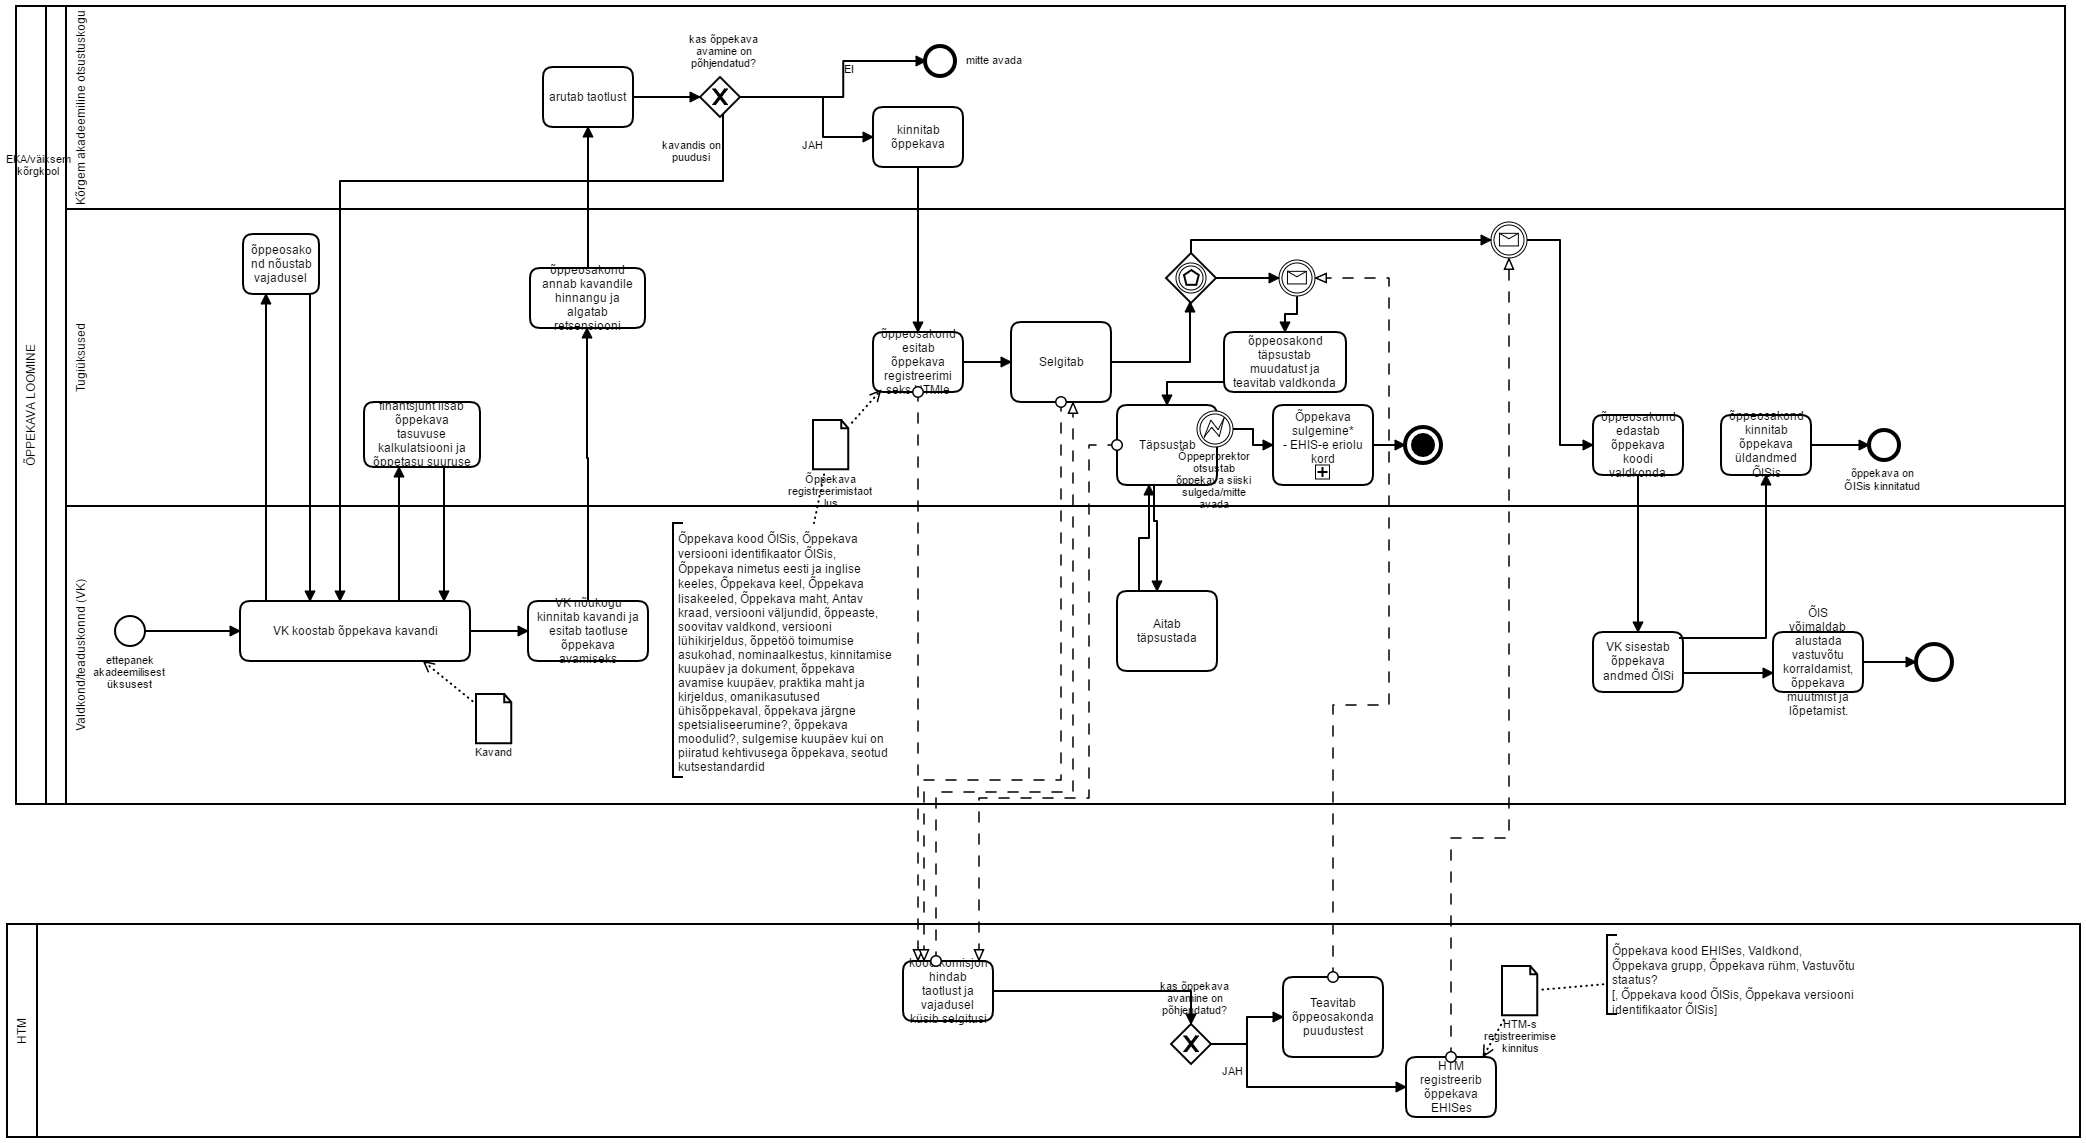 ÕPPEKAVA LOOMINE
EKA/väiksem
kõrgkool
Kõrgem akadeemiline otsustuskogu
arutab taotlust
kas õppekava
avamine on
põhjendatud?
kavandis on
puudusi
EI
JAH
mitte avada
kinnitab
õppekava
Tugiüksused
õppeosako
nd nõustab
vajadusel
õppeosakond
annab kavandile
hinnangu ja
algatab
retsensiooni
finantsjuht lisab
õppekava
tasuvuse
kalkulatsiooni ja
õppetasu suuruse
õppeosakond
esitab
õppekava
registreerimi
seks HTMle
Õppekava
registreerimistaot
lus
Selgitab
õppeosakond
täpsustab
muudatust ja
teavitab valdkonda
Täpsustab
Õppeprorektor
otsustab
õppekava siiski
sulgeda/mitte
avada
Õppekava
sulgemine*
- EHIS-e eriolu
kord
õppeosakond
edastab
õppekava
koodi
valdkonda
õppeosakond
kinnitab
õppekava
üldandmed
ÕISis
õppekava on
ÕISis kinnitatud
Valdkond/teaduskonnd (VK)
ettepanek
akadeemilisest
üksusest
VK koostab õppekava kavandi
Kavand
VK nõukogu
kinnitab kavandi ja
esitab taotluse
õppekava
avamiseks
Õppekava kood ÕISis, Õppekava
versiooni identifikaator ÕISis,
Õppekava nimetus eesti ja inglise
keeles, Õppekava keel, Õppekava
lisakeeled, Õppekava maht, Antav
kraad, versiooni väljundid, õppeaste,
soovitav valdkond, versiooni
lühikirjeldus, õppetöö toimumise
asukohad, nominaalkestus, kinnitamise
kuupäev ja dokument, õppekava
avamise kuupäev, praktika maht ja
kirjeldus, omanikasutused
ühisõppekaval, õppekava järgne
spetsialiseerumine?, õppekava
moodulid?, sulgemise kuupäev kui on
piiratud kehtivusega õppekava, seotud
kutsestandardid
Aitab
täpsustada
VK sisestab
õppekava
andmed ÕISi
ÕIS
võimaldab
alustada
vastuvõtu
korraldamist,
õppekava
muutmist ja
lõpetamist.
HTM
komisjon
hindab
taotlust ja
vajadusel
küsib selgitusi
kas õppekava
avamine on
põhjendatud?
JAH
Teavitab
õppeosakonda
puudustest
HTM
registreerib
õppekava
EHISes
HTM-s
registreerimise
kinnitus
Õppekava kood EHISes, Valdkond,
Õppekava grupp, Õppekava rühm, Vastuvõtu
staatus?
[, Õppekava kood ÕISis, Õppekava versiooni
identifikaator ÕISis]